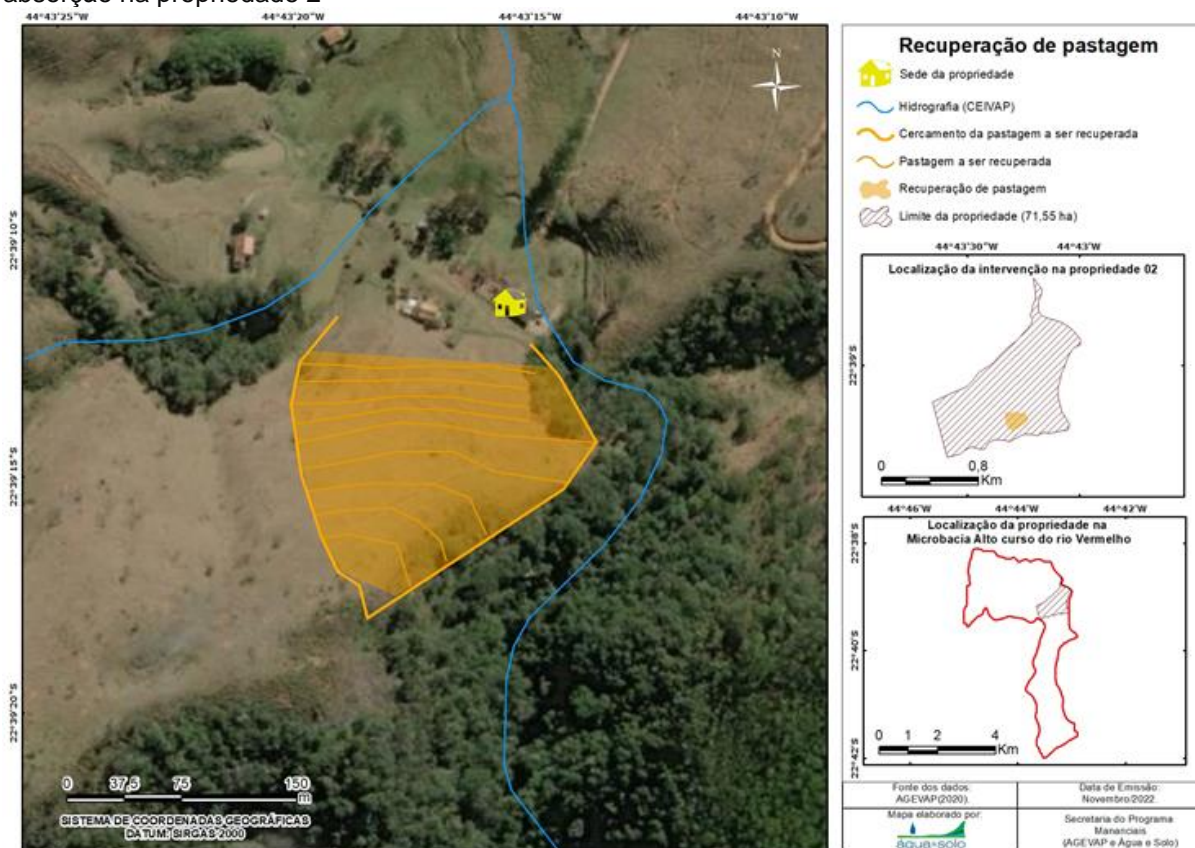 absorção na propriedade 2
44°43'25"W
44°43'20"W
44°43'15"W
44°43'10"W
N
22°39'10"S
22°39'15"S
22°39'20"S
0 37,5 75 150
m
SISTEMA DE COORDENADAS GEOGRÁFICAS
DATUM: SIRGAS 2000
Recuperação de pastagem
Sede da propriedade
Hidrografia (CEIVAP)
Cercamento da pastagem a ser recuperada
Pastagem a ser recuperada
Recuperação de pastagem
Limite da propriedade (71,55 ha)
44°43'30"W 44°43'W
Localização da intervenção na propriedade 02
22°39'S
0 0,8
Km
44°46'W 44°44'W 44°42'W
Localização da propriedade na
Microbacia Alto curso do rio Vermelho
22°38'S
22°40'S
22°42'S
0 1 2 4
Km
Fonte dos dados:
AGEVAP(2020).
Data de Emissão:
Novembro/2022.
Mapa elaborado por:
água e solo
Secretaria do Programa
Mananciais
(AGEVAP e Água e Solo)